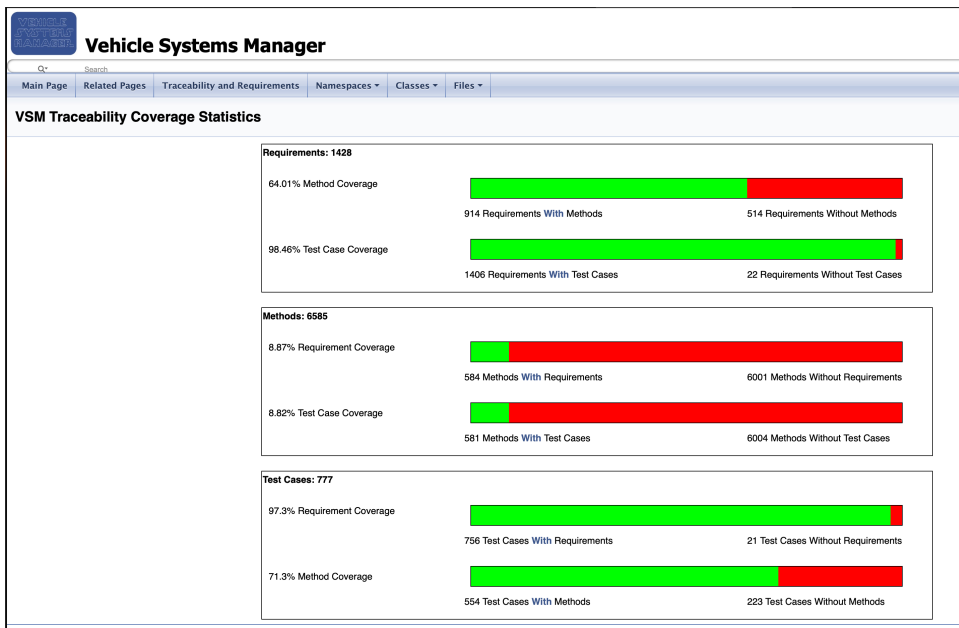 VEHICLE
SYSTEMS
MANAGER
Vehicle Systems Manager
Search
Main Page Related Pages Traceability and Requirements Namespaces Classes Files
VSM Traceability Coverage Statistics
Requirements: 1428
64.01% Method Coverage
914 Requirements With Methods 514 Requirements Without Methods
98.46% Test Case Coverage
1406 Requirements With Test Cases 22 Requirements Without Test Cases
Methods: 6585
8.87% Requirement Coverage
584 Methods With Requirements 6001 Methods Without Requirements
8.82% Test Case Coverage
581 Methods With Test Cases 6004 Methods Without Test Cases
Test Cases: 777
97.3% Requirement Coverage
756 Test Cases With Requirements 21 Test Cases Without Requirements
71.3% Method Coverage
554 Test Cases With Methods 223 Test Cases Without Methods